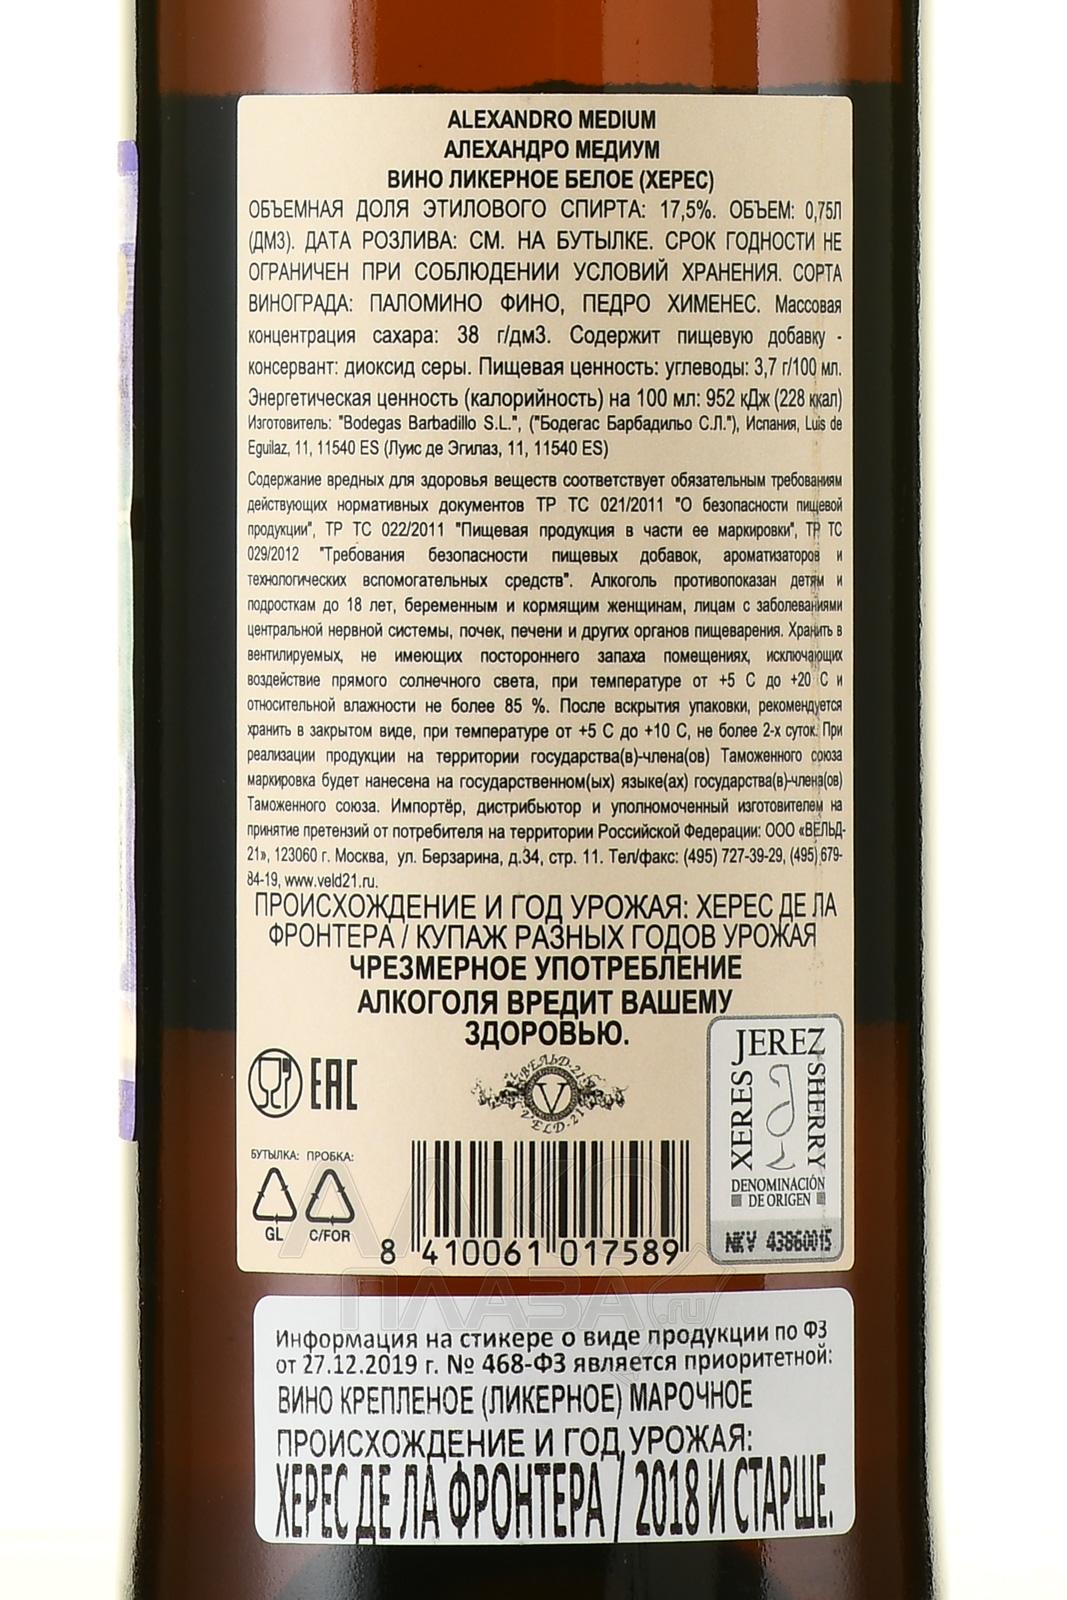 ALEXANDRO MEDIUM
АЛЕХАНДРО МЕДИУМ
ВИНО ЛИКЕРНОЕ БЕЛОЕ (ХЕРЕС)
ОБЪЕМНАЯ ДОЛЯ ЭТИЛОВОГО СПИРТА: 17,5%. ОБЪЕМ: 0,75Л
(ДМ3). ДАТА РОЗЛИВА: СМ. НА БУТЫЛКЕ. СРОК ГОДНОСТИ НЕ
ОГРАНИЧЕН ПРИ СОБЛЮДЕНИИ УСЛОВИЙ ХРАНЕНИЯ. СОРТА
ВИНОГРАДА: ПАЛОМИНО ФИНО, ПЕДРО ХИМЕНЕС. Массовая
концентрация сахара: 38 г/дм3. Содержит пищевую добавку -
консервант: диоксид серы. Пищевая ценность: углеводы: 3,7 г/100 мл.
Энергетическая ценность (калорийность) на 100 мл: 952 кДж (228 ккал)
Изготовитель: "Bodegas Barbadillo S.L.", ("Бодегас Барбадильо С.Л."), Испания, Luis de
Eguilaz, 11, 11540 ES (Луис де Эгилаз, 11, 11540 ES)
Содержание вредных для здоровья веществ соответствует обязательным требованиям
действующих нормативных документов ТР ТС 021/2011 "О безопасности пищевой
продукции", ТР ТС 022/2011 "Пищевая продукция в части ее маркировки", ТР ТС
029/2012 "Требования безопасности пищевых добавок, ароматизаторов и
технологических вспомогательных средств". Алкоголь противопоказан детям и
подросткам до 18 лет, беременным и кормящим женщинам, лицам с заболеваниями
центральной нервной системы, почек, печени и других органов пищеварения. Хранить в
вентилируемых, не имеющих постороннего запаха помещениях, исключающих
воздействие прямого солнечного света, при температуре от +5 С до +20 С и
относительной влажности не более 85 %. После вскрытия упаковки, рекомендуется
хранить в закрытом виде, при температуре от +5 С до +10 С, не более 2-х суток. При
реализации продукции на территории государства(в)-члена(ов) Таможенного союза
маркировка будет нанесена на государственном(ых) языке(ах) государства(в)-члена(ов)
Таможенного союза. Импортёр, дистрибьютор и уполномоченный изготовителем на
принятие претензий от потребителя на территории Российской Федерации: ООО «ВЕЛЬД-
21», 123060 г. Москва, ул. Берзарина, д.34, стр. 11. Тел/факс: (495) 727-39-29, (495) 679-
84-19, www.veld21.ru.
ПРОИСХОЖДЕНИЕ И ГОД УРОЖАЯ: ХЕРЕС ДЕ ЛА
ФРОНТЕРА / КУПАЖ РАЗНЫХ ГОДОВ УРОЖАЯ
ЧРЕЗМЕРНОЕ УПОТРЕБЛЕНИЕ
АЛКОГОЛЯ ВРЕДИТ ВАШЕМУ
ЗДОРОВЬЮ.
EAC
ВЕЛЬД-21
V
VELD-21
JEREZ
XERES
SHERRY
DENOMINACIÓN
DE ORIGEN
NKV 43860015
БУТЫЛКА: ПРОБКА:
GL C/FOR
8 410061 017589
АЛКО
ПЛАЗА.ru
Информация на стикере о виде продукции по ФЗ
от 27.12.2019 г. № 468-ФЗ является приоритетной:
ВИНО КРЕПЛЕНОЕ (ЛИКЕРНОЕ) МАРОЧНОЕ
ПРОИСХОЖДЕНИЕ И ГОД УРОЖАЯ:
ХЕРЕС ДЕ ЛА ФРОНТЕРА / 2018 И СТАРШЕ.